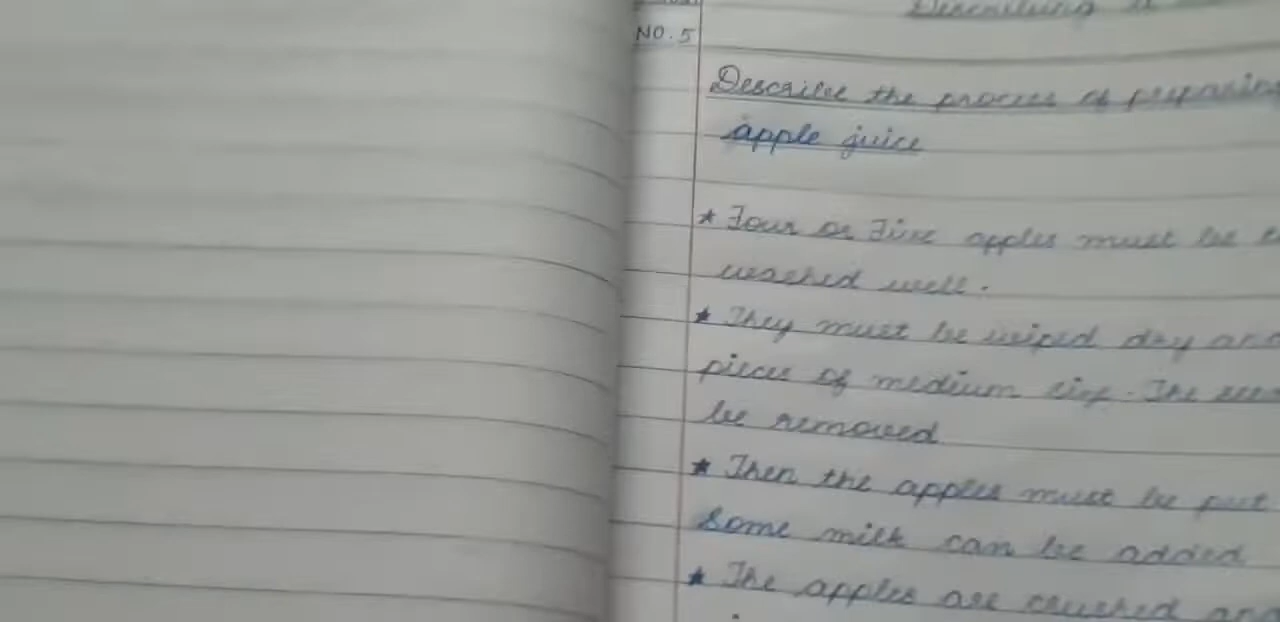 Describing a
NO. 5
Describe the process of preparing
apple juice
★ Four or Five apples must be
washed well.
★ They must be wiped dry and
pieces of medium size. The
be removed
★ Then the apples must be put
Some milk can be added
★ The apples are crushed and